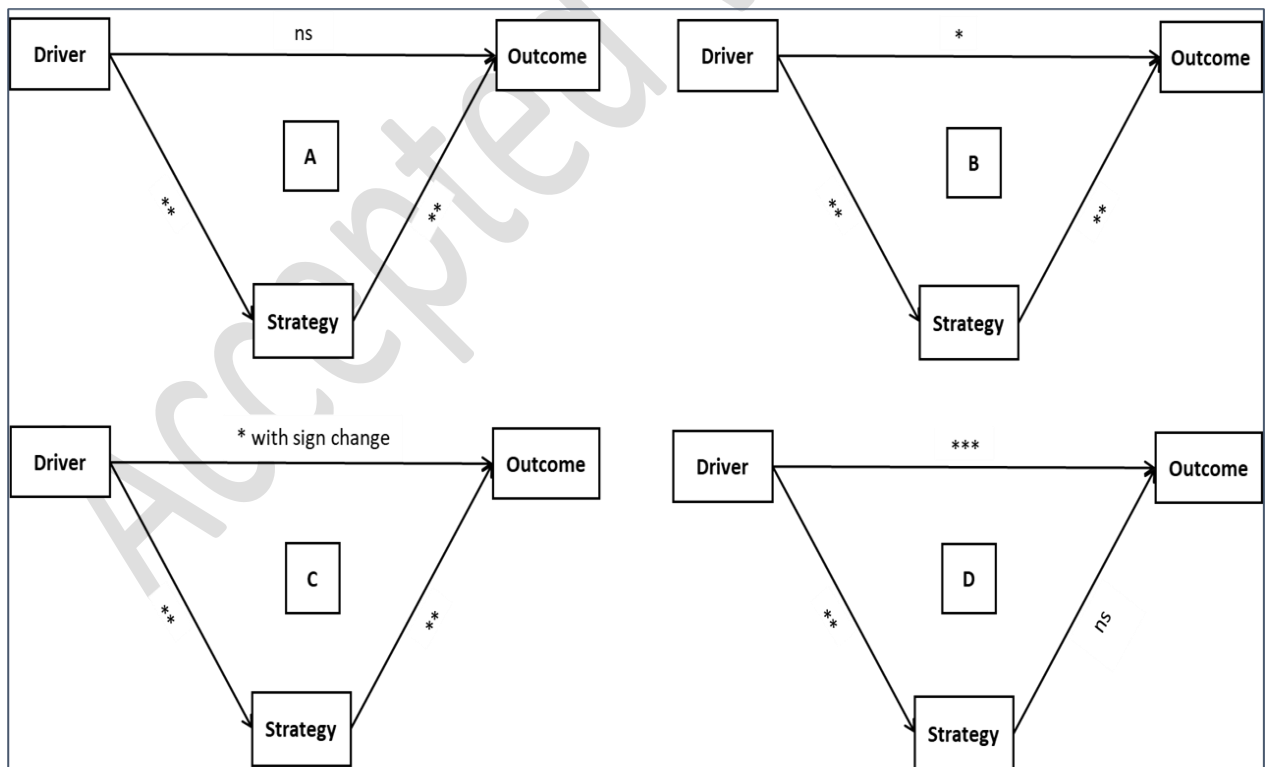 Driver
ns
Outcome
A
**
**
Strategy
Driver
*
Outcome
B
**
**
Strategy
Driver
* with sign change
Outcome
C
**
**
Strategy
Driver
***
Outcome
D
**
ns
Strategy
Accepted